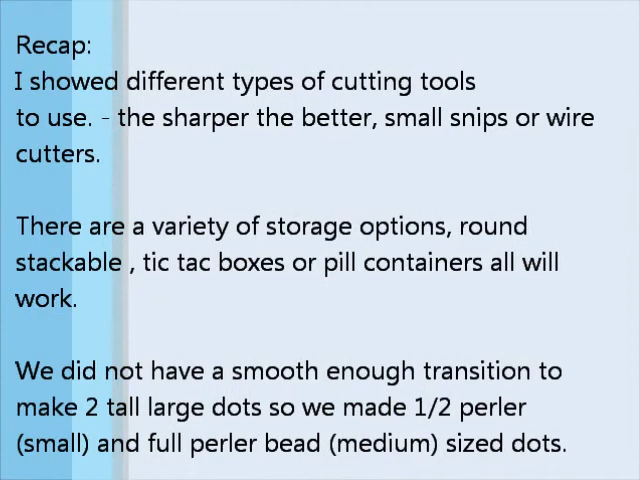 Recap:
I showed different types of cutting tools
to use. - the sharper the better, small snips or wire
cutters.
There are a variety of storage options, round
stackable , tic tac boxes or pill containers all will
work.
We did not have a smooth enough transition to
make 2 tall large dots so we made 1/2 perler
(small) and full perler bead (medium) sized dots.